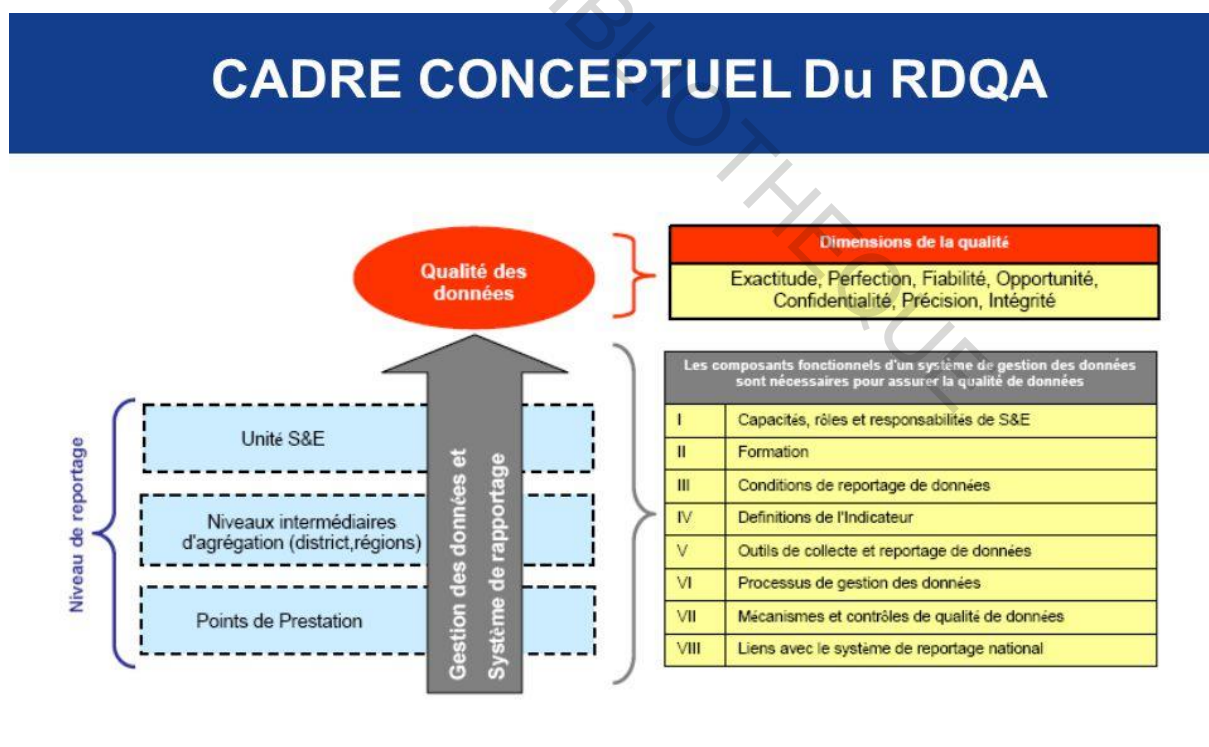 CADRE CONCEPTUEL Du RDQA
BIBLIOTHEQUE
Qualité des
données
Dimensions de la qualité
Exactitude, Perfection, Fiabilité, Opportunité,
Confidentialité, Précision, Intégrité
Niveau de reportage
Unité S&E
Niveaux intermédiaires
d'agrégation (district,régions)
Points de Prestation
Gestion des données et
Système de rapportage
Les composants fonctionnels d'un système de gestion des données
sont nécessaires pour assurer la qualité de données
I Capacités, rôles et responsabilités de S&E
II Formation
III Conditions de reportage de données
IV Definitions de l'Indicateur
V Outils de collecte et reportage de données
VI Processus de gestion des données
VII Mécanismes et contrôles de qualité de données
VIII Liens avec le système de reportage national